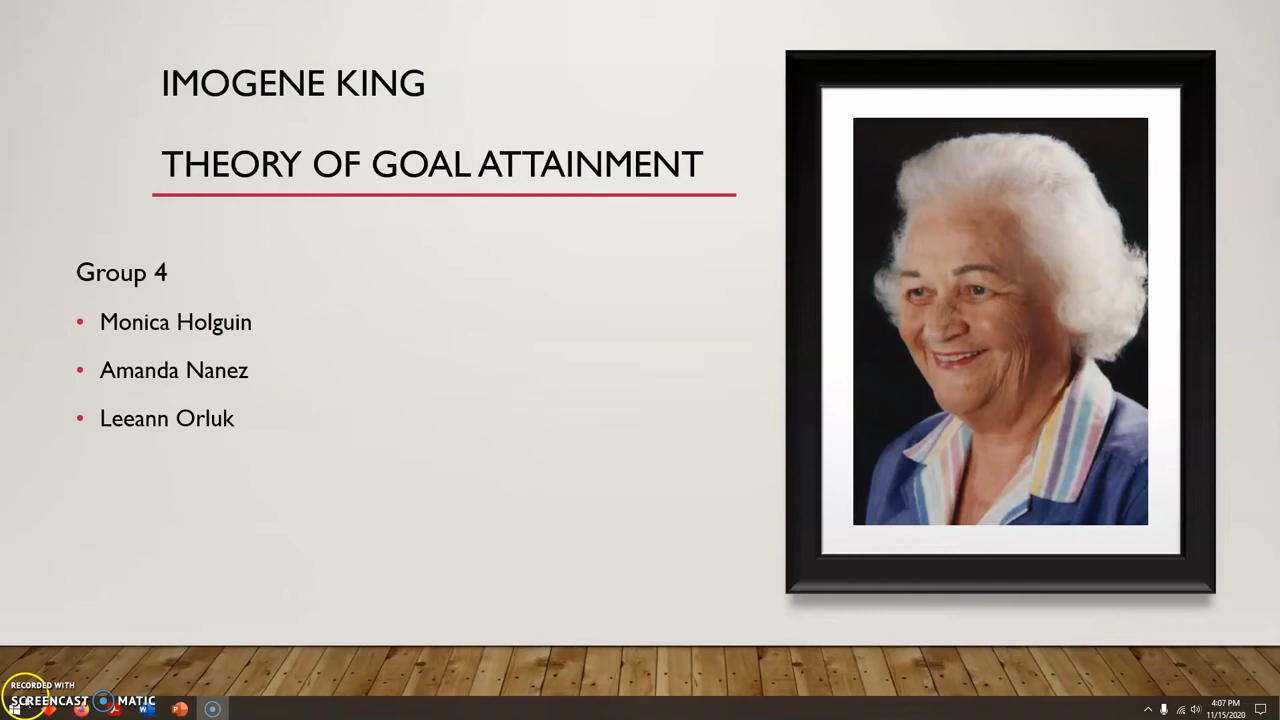 IMOGENE KING
THEORY OF GOAL ATTAINMENT
Group 4
• Monica Holguin
• Amanda Nanez
• Leeann Orluk
RECORDED WITH
SCREENCAST MATIC
4:07 PM
11/15/2020